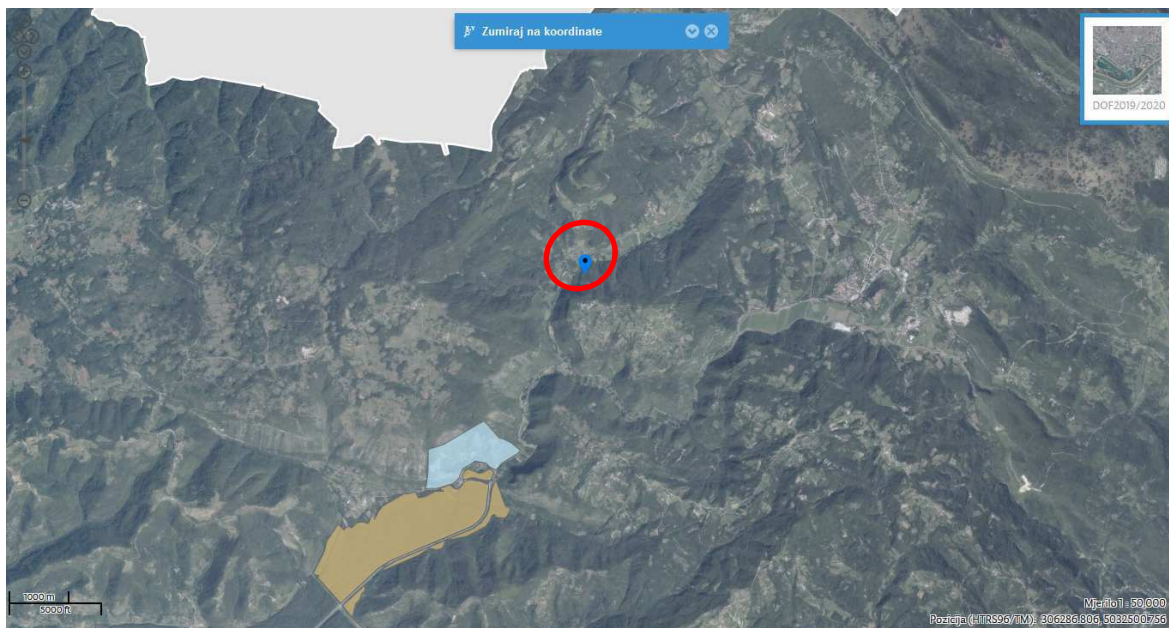 Zumiraj na koordinate
DOF2019/2020
1000 m
5000 ft
Mjerilo 1 : 50,000
Pozicija (HTRS96/TM): 306286.806, 5032500.756